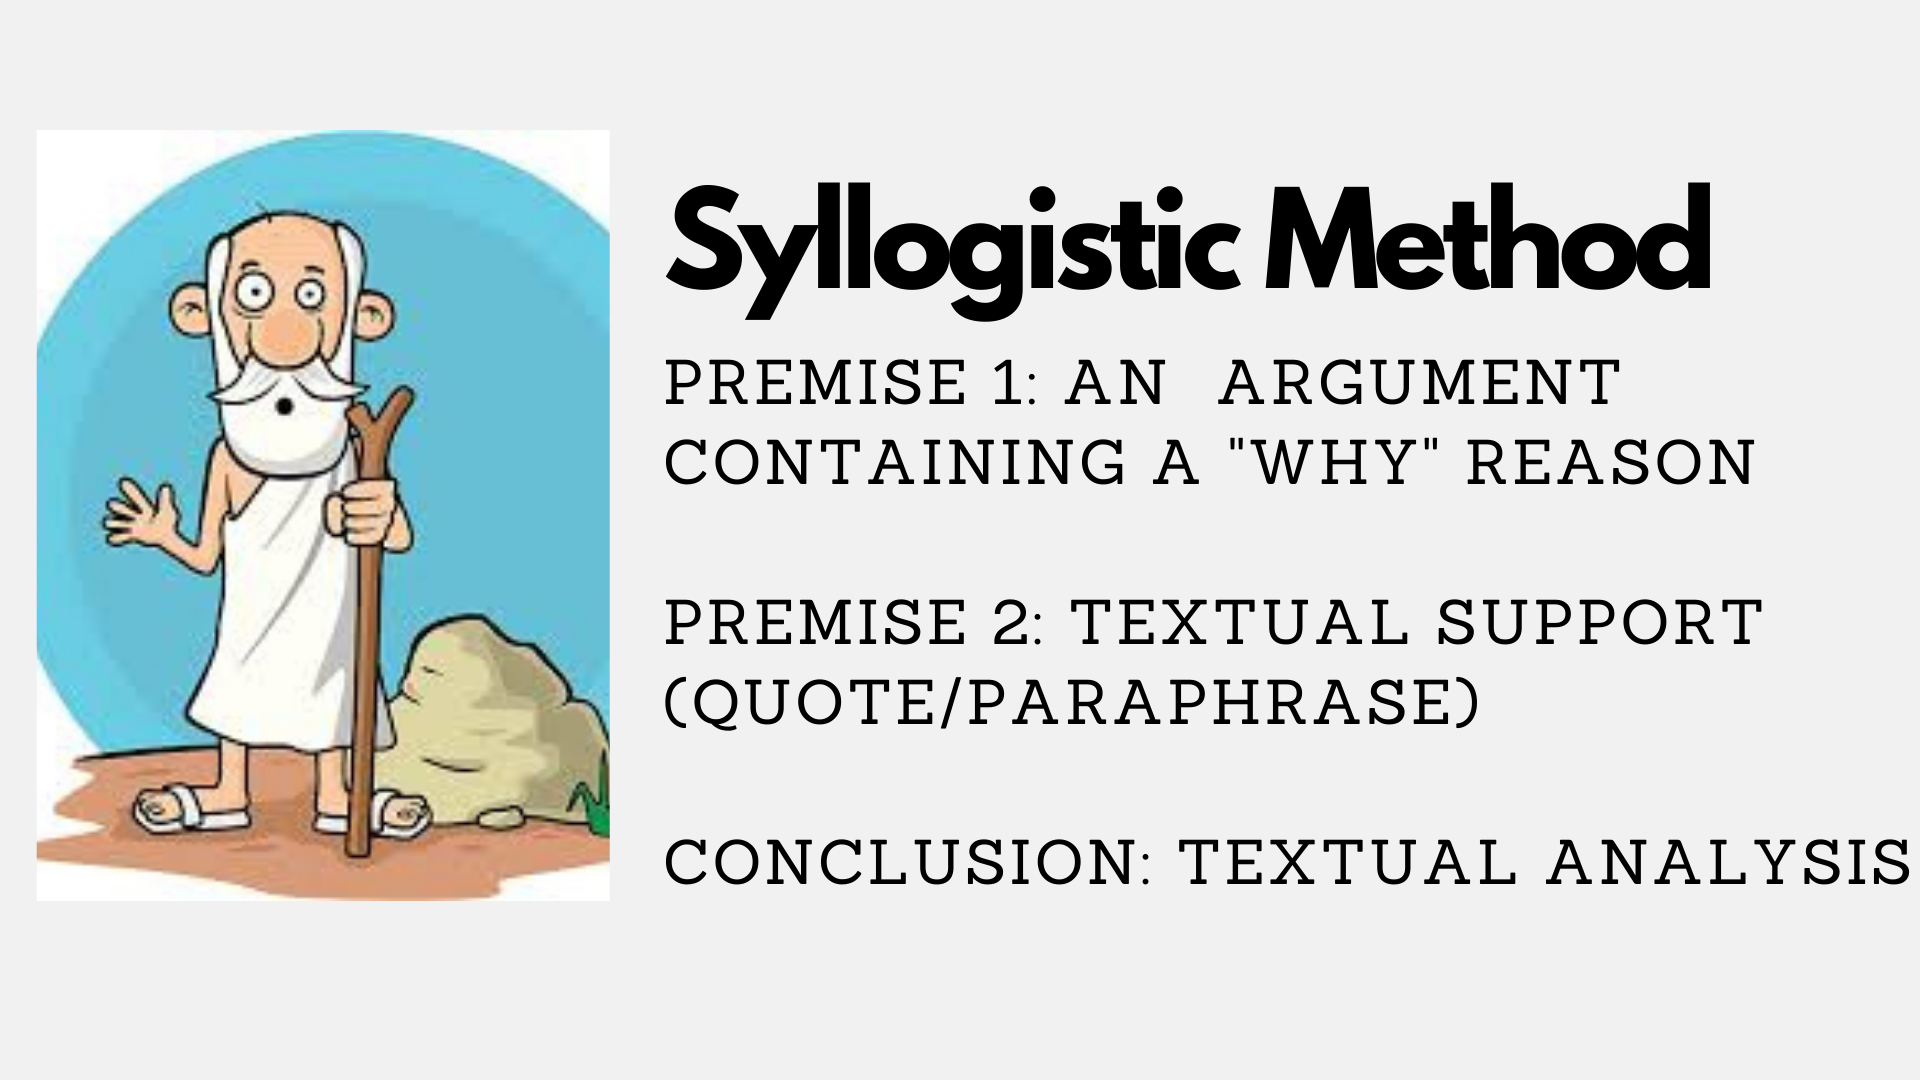 Syllogistic Method
PREMISE 1: AN  ARGUMENT
CONTAINING A "WHY" REASON
PREMISE 2: TEXTUAL SUPPORT
(QUOTE/PARAPHRASE)
CONCLUSION: TEXTUAL ANALYSIS